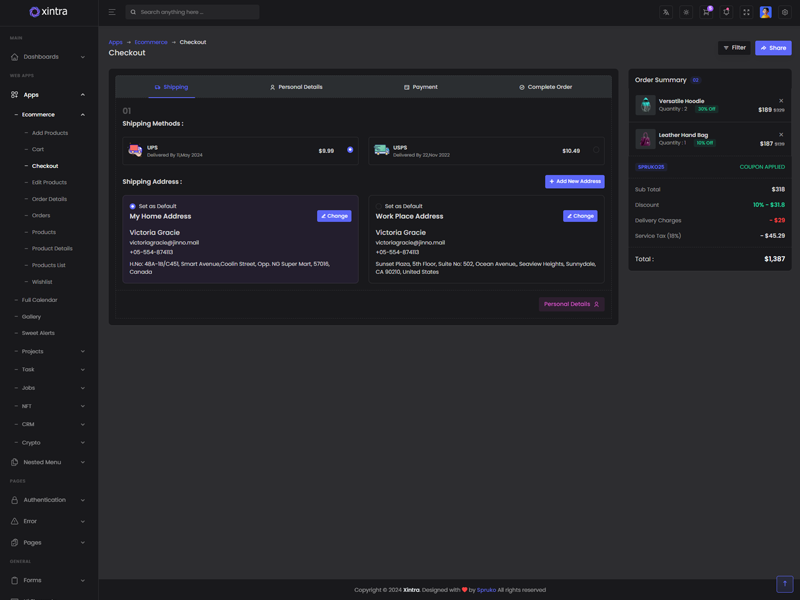 xintra
Search anything here ...
5
MAIN
Dashboards
WEB APPS
Apps
Ecommerce
Add Products
Cart
Checkout
Edit Products
Order Details
Orders
Products
Product Details
Products List
Wishlist
Full Calendar
Gallery
Sweet Alerts
Projects
Task
Jobs
NFT
CRM
Crypto
Nested Menu
PAGES
Authentication
Error
Pages
GENERAL
Forms
Apps → Ecommerce → Checkout
Checkout
Filter
Share
Shipping
Personal Details
Payment
Complete Order
01
Shipping Methods :
UPS
Delivered By 11,May 2024
$9.99
USPS
Delivered By 22,Nov 2022
$10.49
Shipping Address :
+ Add New Address
Set as Default
My Home Address
Change
Victoria Gracie
victoriagracie@jinno.mail
+05-554-874113
H.No: 48A-1B/C451, Smart Avenue,Coolin Street, Opp. NG Super Mart, 57016,
Canada
Set as Default
Work Place Address
Change
Victoria Gracie
victoriagracie@jinno.mail
+05-554-874113
Sunset Plaza, 5th Floor, Suite No: 502, Ocean Avenue,, Seaview Heights, Sunnydale,
CA 90210, United States
Personal Details
Order Summary 02
Versatile Hoodie
Quantity : 2 30% Off
$189
Leather Hand Bag
Quantity : 1 10% Off
$187 $199
SPRUKO25
COUPON APPLIED
Sub Total $318
Discount 10% - $31.8
Delivery Charges - $29
Service Tax (18%) - $45.29
Total : $1,387
Copyright © 2024 Xintra. Designed with ❤ by Spruko All rights reserved